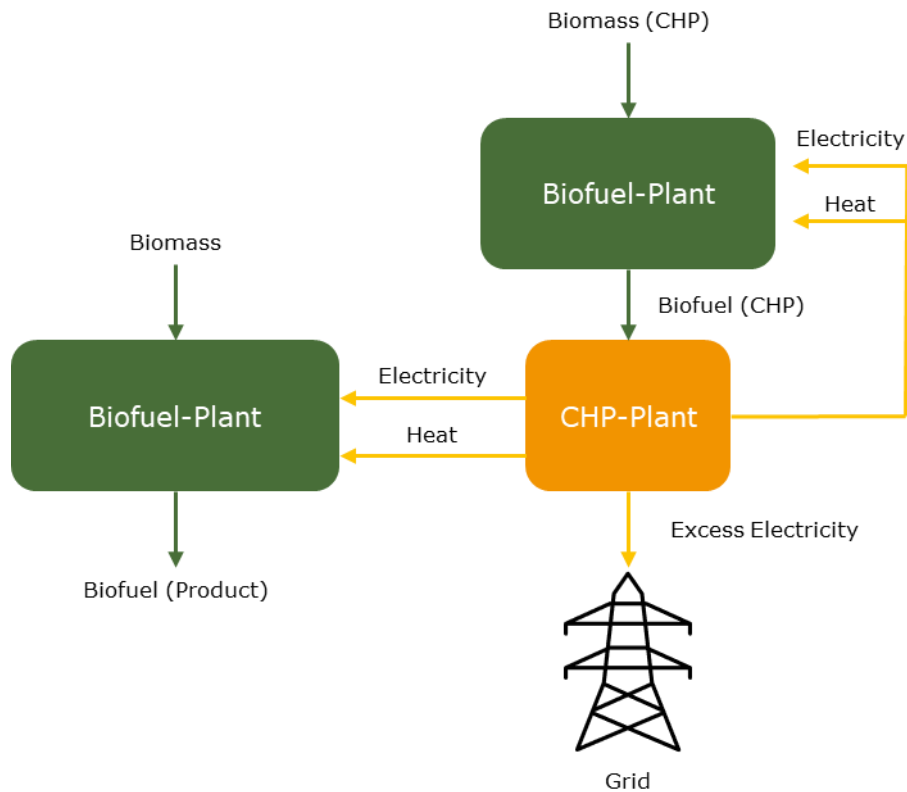 Biomass (CHP)
Electricity
Biofuel-Plant
Heat
Biomass
Biofuel (CHP)
Electricity
Biofuel-Plant
CHP-Plant
Heat
Excess Electricity
Biofuel (Product)
Grid